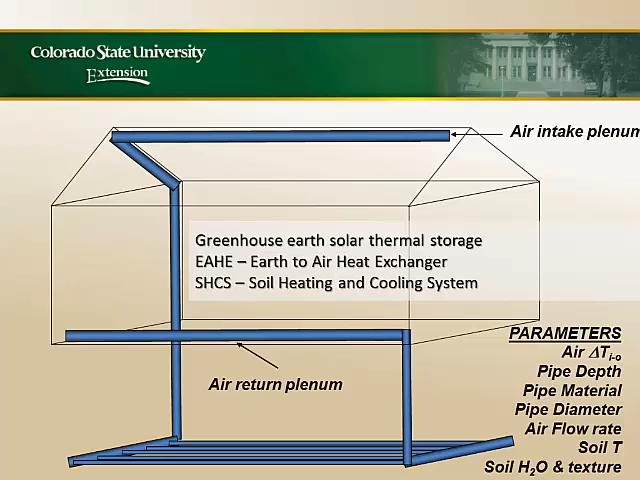 Colorado State University
Extension
Air intake plenum
Greenhouse earth solar thermal storage
EAHE – Earth to Air Heat Exchanger
SHCS – Soil Heating and Cooling System
Air return plenum
PARAMETERS
Air ΔTi-o
Pipe Depth
Pipe Material
Pipe Diameter
Air Flow rate
Soil T
Soil H2O & texture